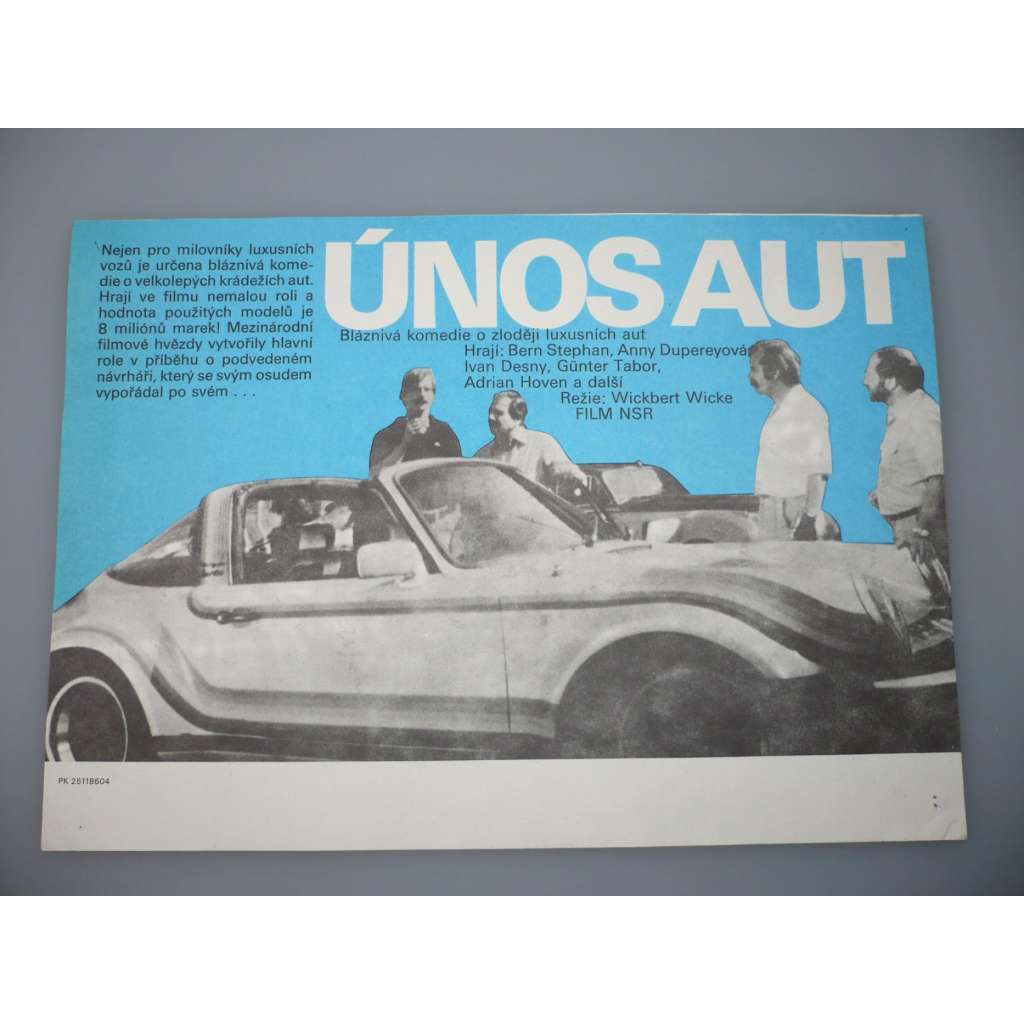 ÚNOS AUT
Nejen pro milovníky luxusních
vozů je určena bláznivá kome-
die o velkolepých krádežích aut.
Hrají ve filmu nemalou roli a
hodnota použitých modelů je
8 miliónů marek! Mezinárodní
filmové hvězdy vytvořily hlavní
role v příběhu o podvedeném
návrháři, který se svým osudem
vypořádal po svém . . .
Bláznivá komedie o zloději luxusních aut
Hrají: Bern Stephan, Anny Dupereyová
Ivan Desny, Günter Tabor,
Adrian Hoven a další
Režie: Wickbert Wicke
FILM NSR
PK 25118604